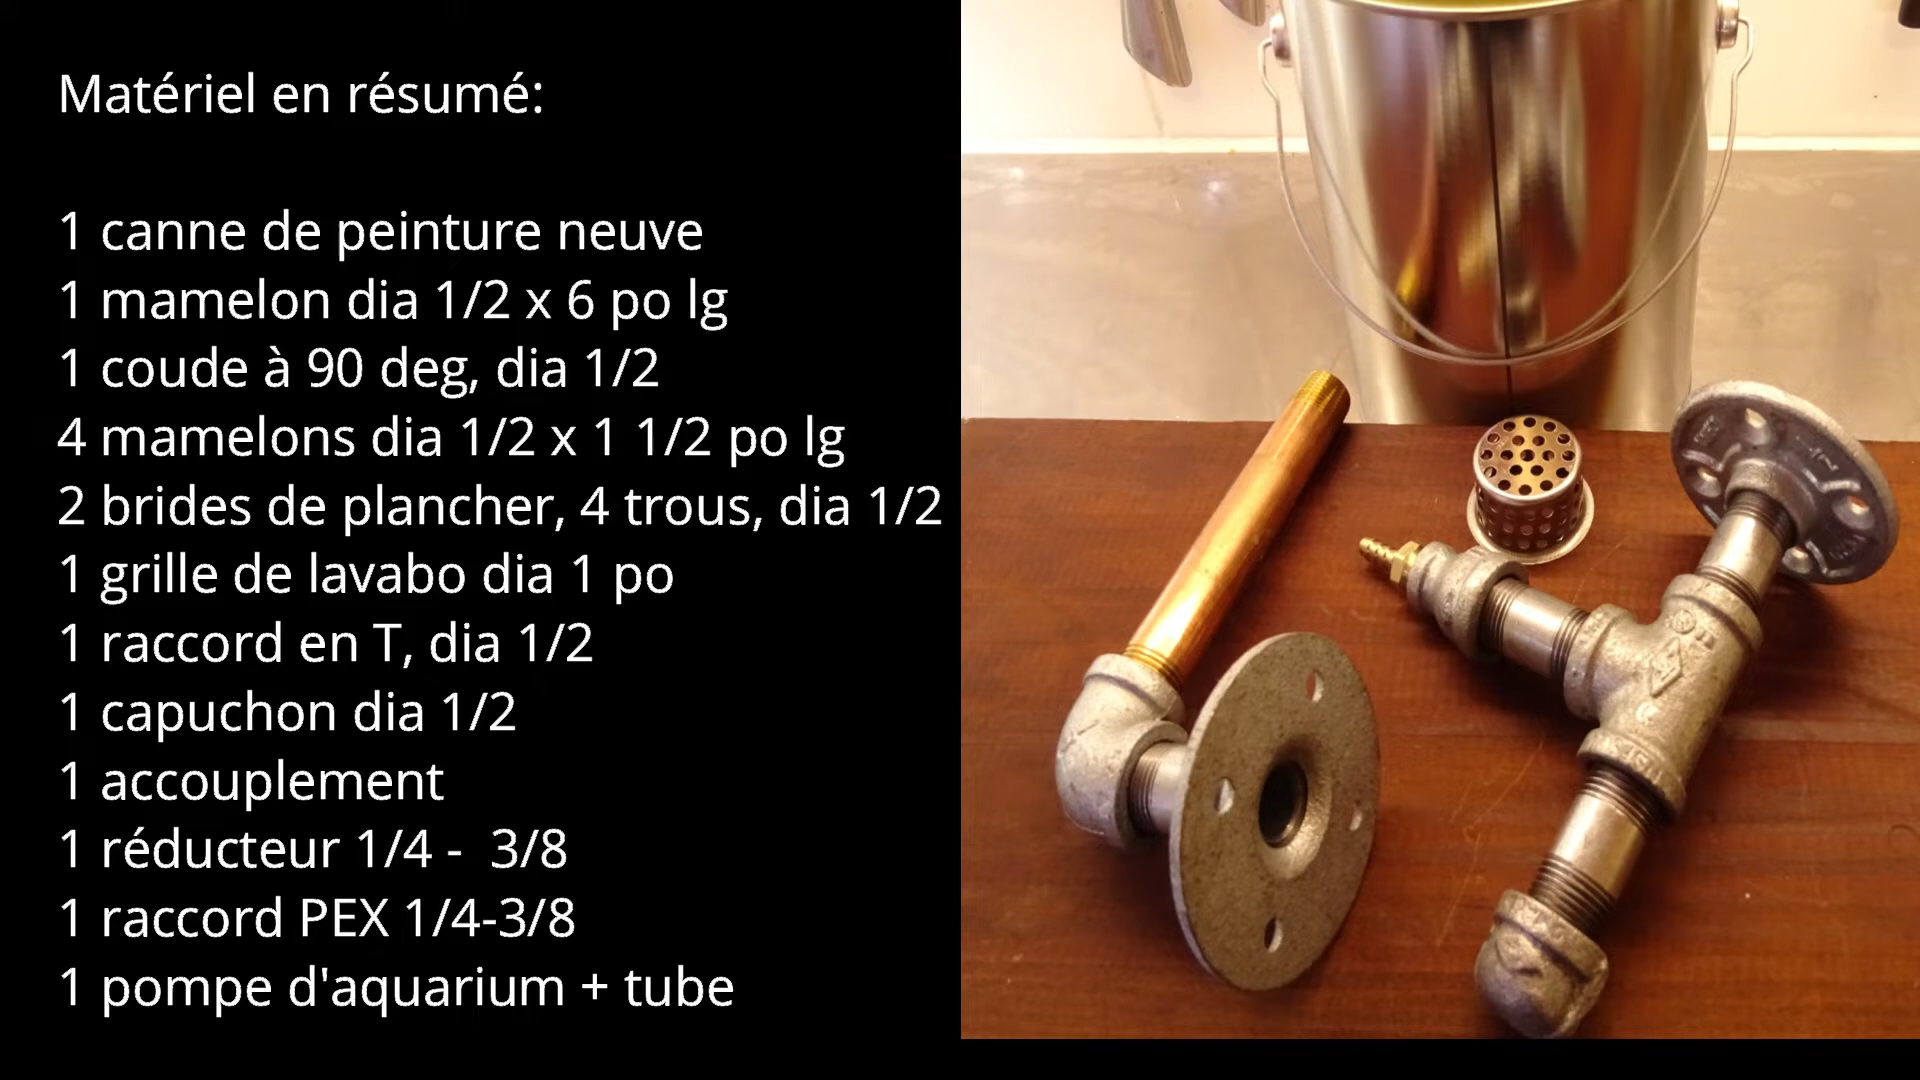 Matériel en résumé:
1 canne de peinture neuve
1 mamelon dia 1/2 x 6 po lg
1 coude à 90 deg, dia 1/2
4 mamelons dia 1/2 x 1 1/2 po lg
2 brides de plancher, 4 trous, dia 1/2
1 grille de lavabo dia 1 po
1 raccord en T, dia 1/2
1 capuchon dia 1/2
1 accouplement
1 réducteur 1/4 -  3/8
1 raccord PEX 1/4-3/8
1 pompe d'aquarium + tube